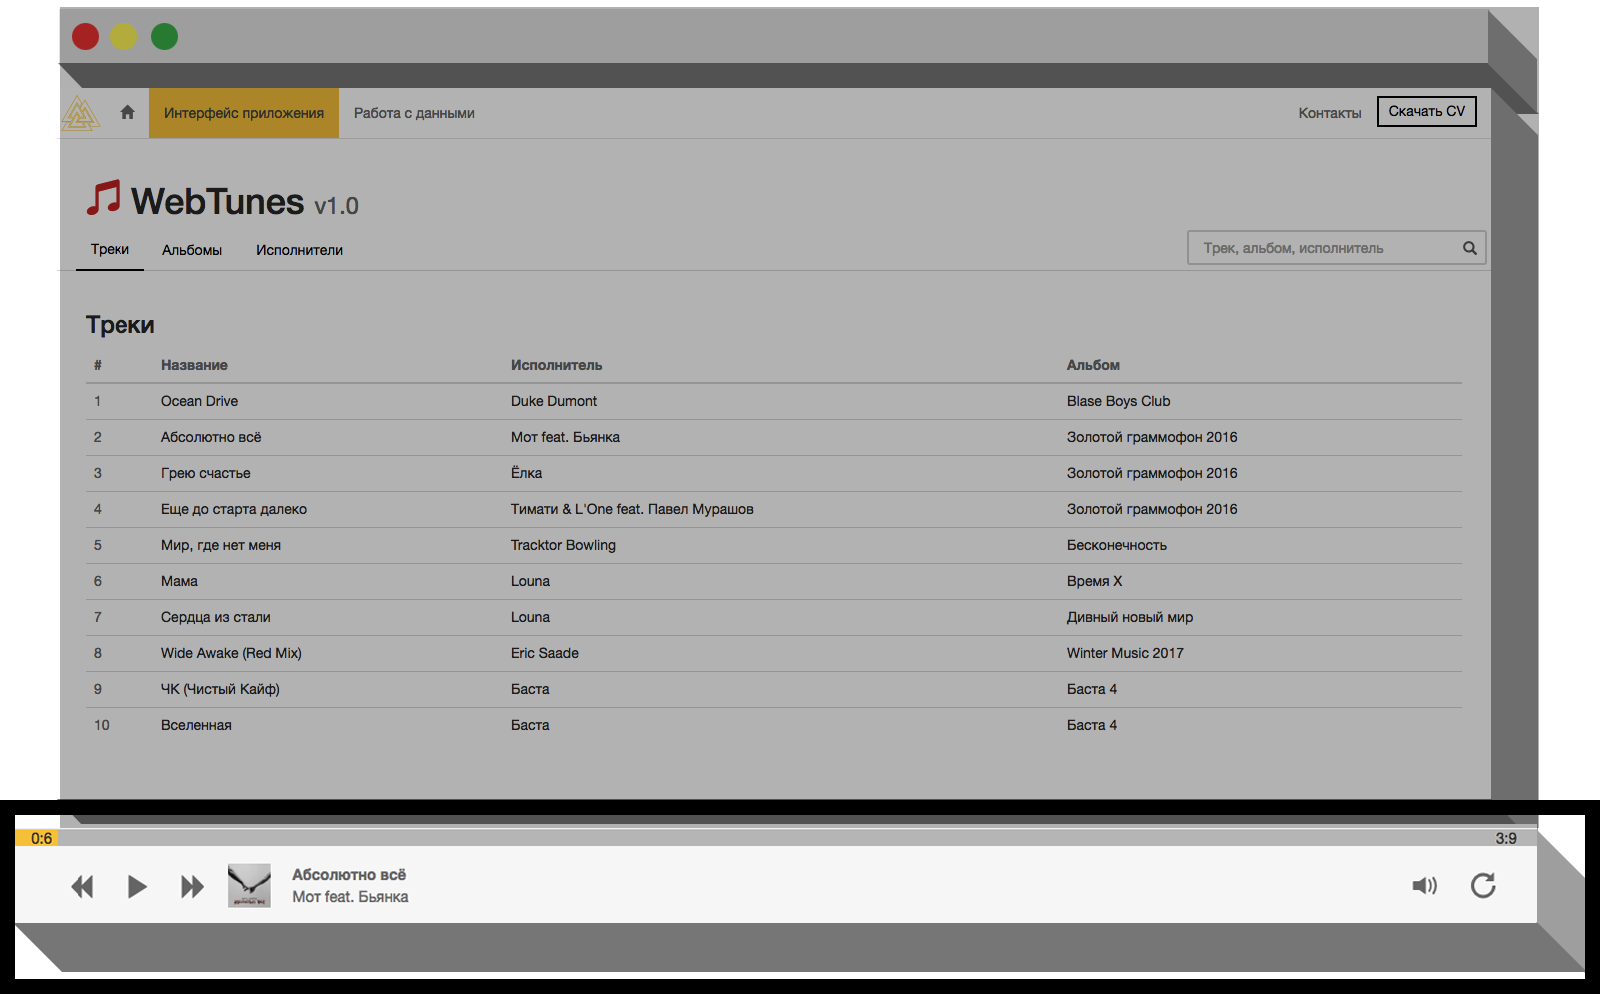 Интерфейс приложения Работа с данными Контакты Скачать CV
WebTunes v1.0
Треки Альбомы Исполнители Трек, альбом, исполнитель
Треки
# Название Исполнитель Альбом
1 Ocean Drive Duke Dumont Blase Boys Club
2 Абсолютно всё Мот feat. Бьянка Золотой граммофон 2016
3 Грею счастье Ёлка Золотой граммофон 2016
4 Еще до старта далеко Тимати & L'One feat. Павел Мурашов Золотой граммофон 2016
5 Мир, где нет меня Tracktor Bowling Бесконечность
6 Мама Louna Время X
7 Сердца из стали Louna Дивный новый мир
8 Wide Awake (Red Mix) Eric Saade Winter Music 2017
9 ЧК (Чистый Кайф) Баста Баста 4
10 Вселенная Баста Баста 4
0:6 3:9
Абсолютно всё
Мот feat. Бьянка